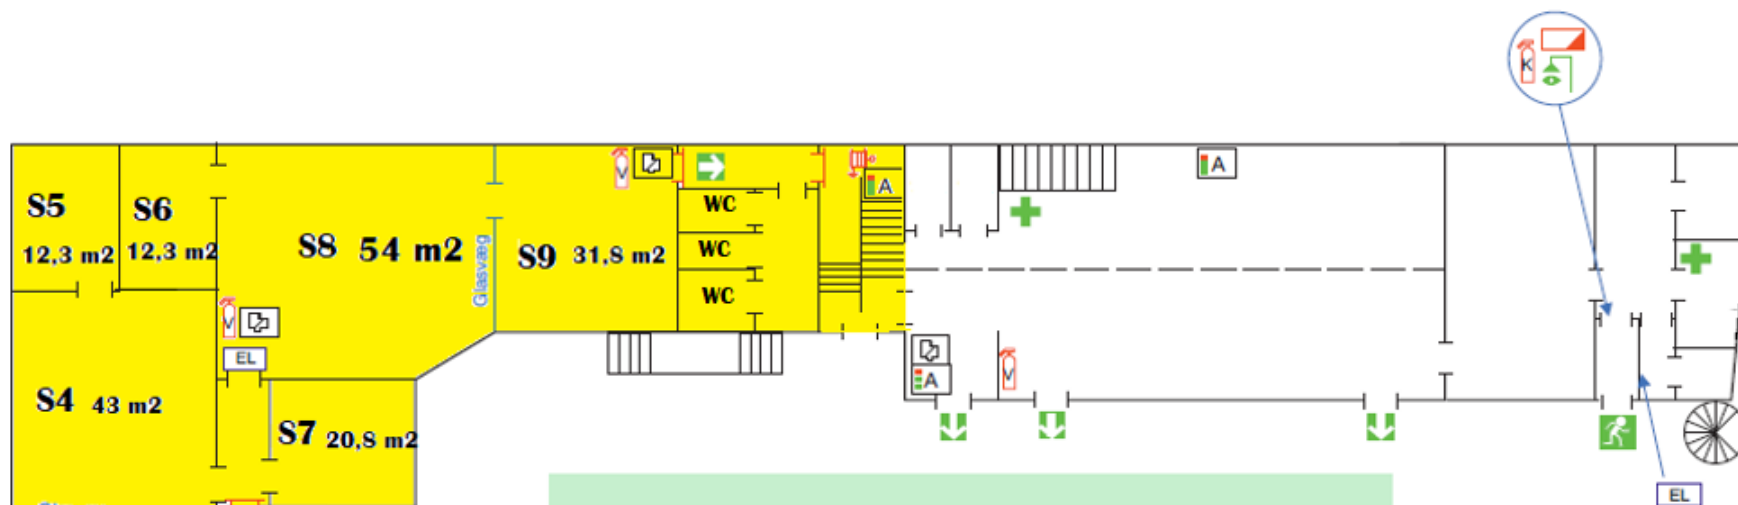 K
V
A
A
S5
S6
WC
12,3 m2
12,3 m2
S8 54 m2
Glasvæg
S9 31,8 m2
WC
WC
V
EL
A
V
S4 43 m2
S7 20,8 m2
EL